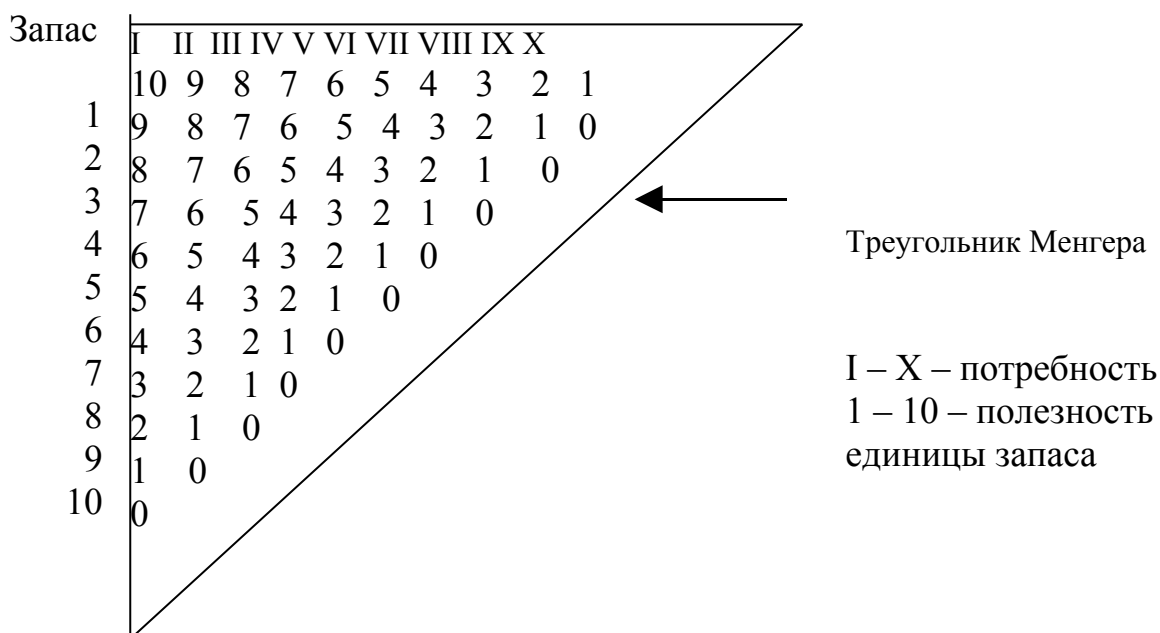 Запас
I II III IV V VI VII VIII IX X
10 9 8 7 6 5 4 3 2 1
1 9 8 7 6 5 4 3 2 1 0
2 8 7 6 5 4 3 2 1 0
3 7 6 5 4 3 2 1 0
4 6 5 4 3 2 1 0
5 5 4 3 2 1 0
6 4 3 2 1 0
7 3 2 1 0
8 2 1 0
9 1 0
10 0
Треугольник Менгера
I – X – потребность
1 – 10 – полезность
единицы запаса